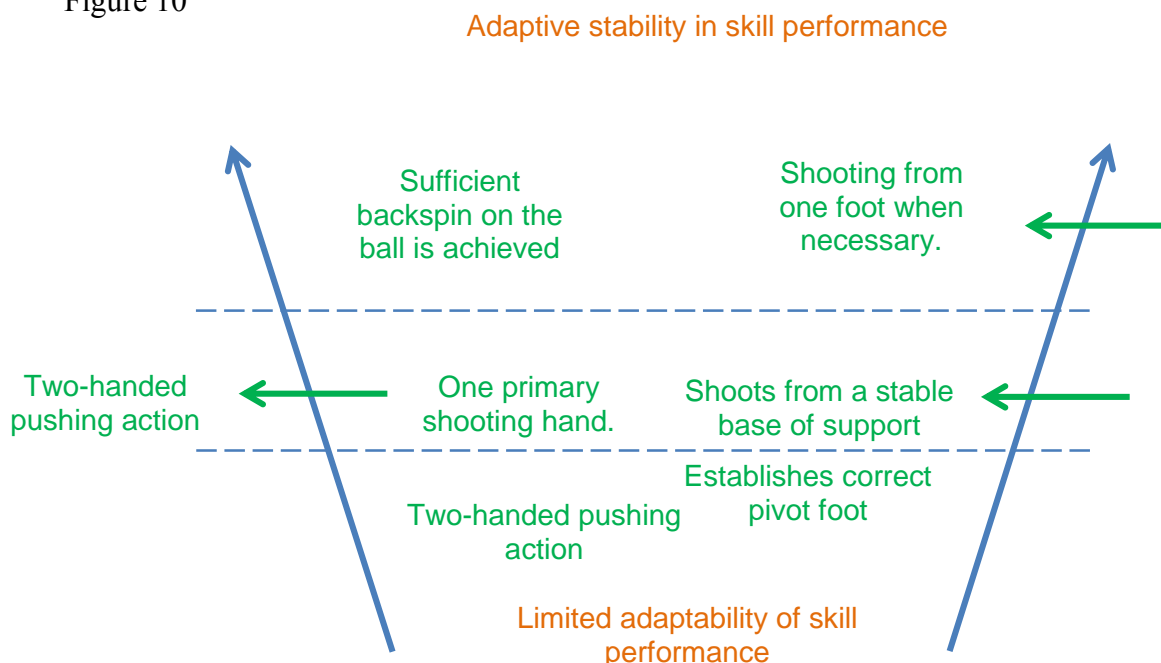 Figure 10
Adaptive stability in skill performance
Sufficient
backspin on the
ball is achieved
Shooting from
one foot when
necessary.
Two-handed
pushing action
One primary
shooting hand.
Shoots from a stable
base of support
Establishes correct
pivot foot
Two-handed pushing
action
Limited adaptability of skill
performance